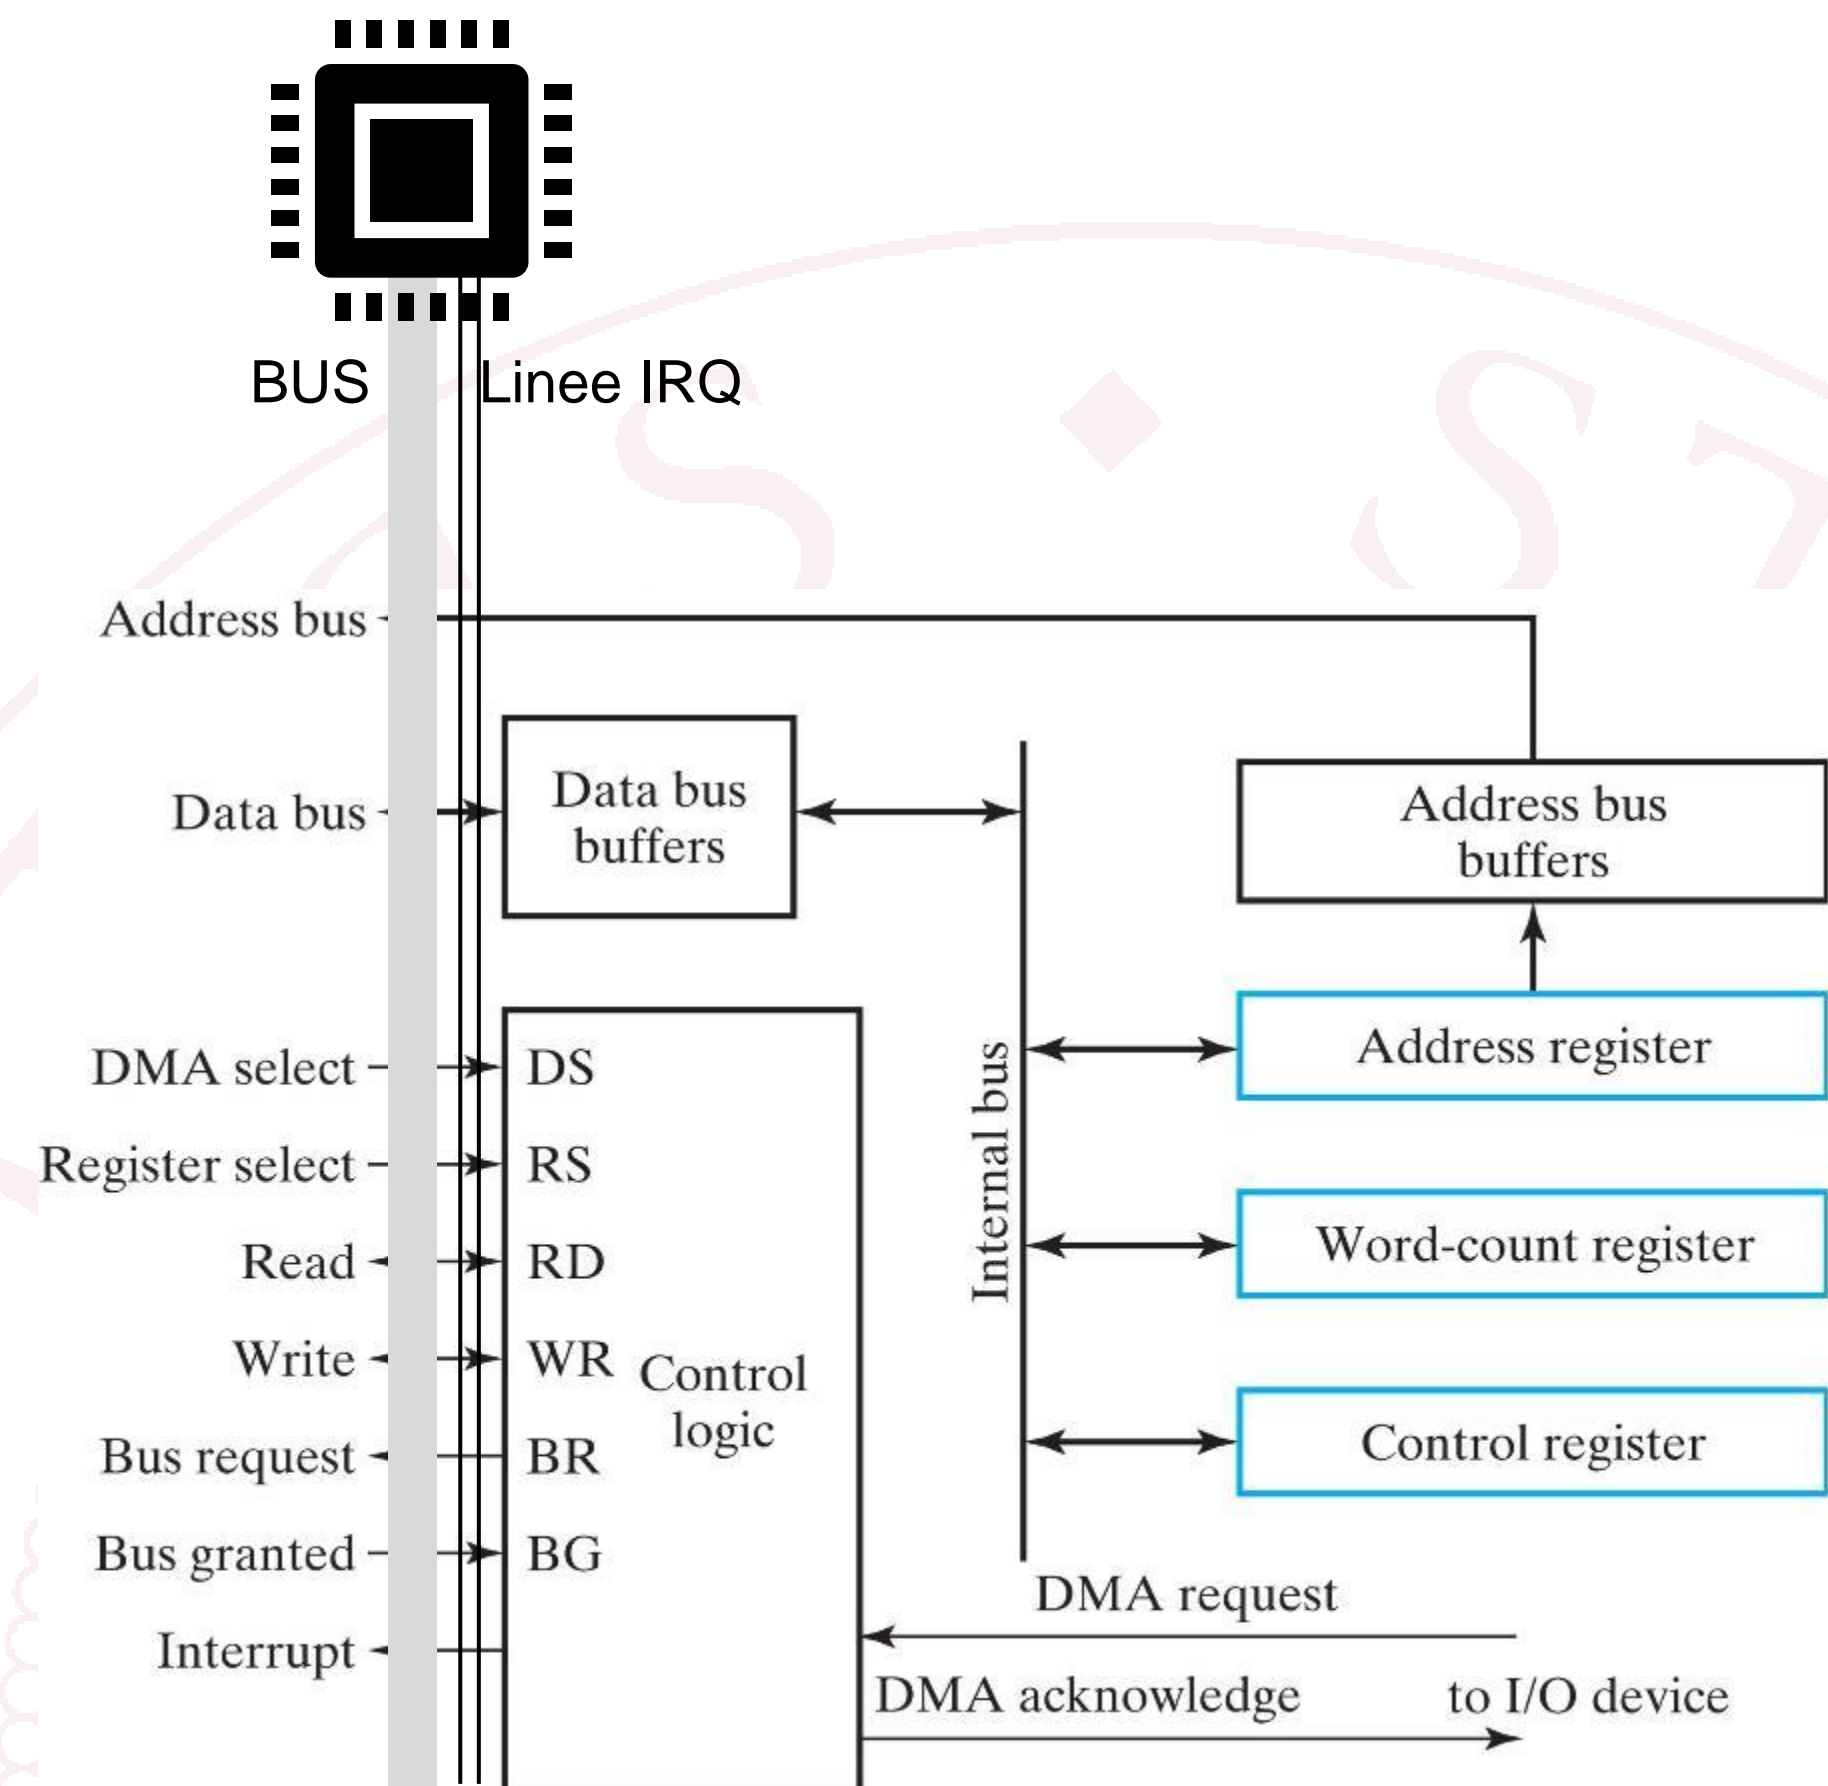 BUS
Linee IRQ
Address bus
Data bus
Data bus
buffers
Address bus
buffers
DMA select
DS
Register select
RS
Read
RD
Write
WR
Bus request
BR
Bus granted
BG
Interrupt
Control
logic
Internal bus
Address register
Word-count register
Control register
DMA request
DMA acknowledge
to I/O device
S
S